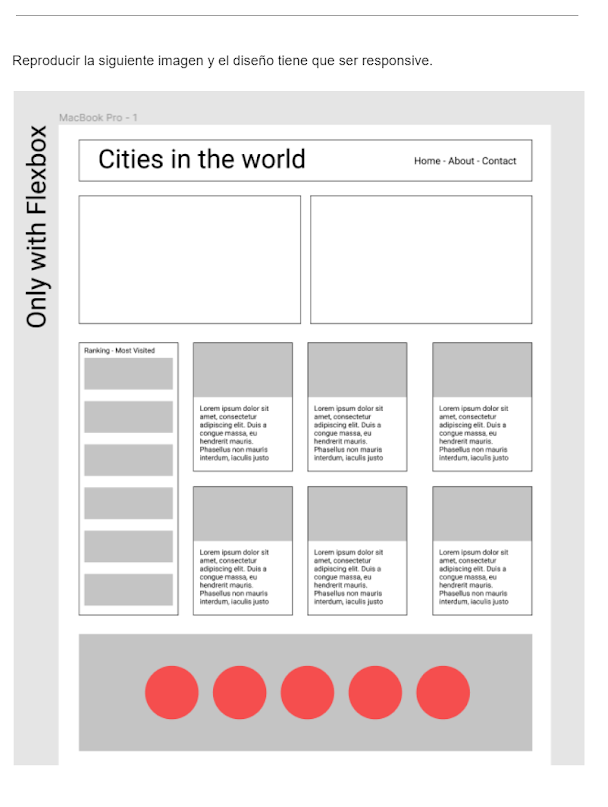 Reproducir la siguiente imagen y el diseño tiene que ser responsive.
MacBook Pro - 1
Only with Flexbox
Cities in the world
Home - About - Contact
Ranking - Most Visited
Lorem ipsum dolor sit
amet, consectetur
adipiscing elit. Duis a
congue massa, eu
hendrerit mauris.
Phasellus non mauris
interdum, iaculis justo
Lorem ipsum dolor sit
amet, consectetur
adipiscing elit. Duis a
congue massa, eu
hendrerit mauris.
Phasellus non mauris
interdum, iaculis justo
Lorem ipsum dolor sit
amet, consectetur
adipiscing elit. Duis a
congue massa, eu
hendrerit mauris.
Phasellus non mauris
interdum, iaculis justo
Lorem ipsum dolor sit
amet, consectetur
adipiscing elit. Duis a
congue massa, eu
hendrerit mauris.
Phasellus non mauris
interdum, iaculis justo
Lorem ipsum dolor sit
amet, consectetur
adipiscing elit. Duis a
congue massa, eu
hendrerit mauris.
Phasellus non mauris
interdum, iaculis justo
Lorem ipsum dolor sit
amet, consectetur
adipiscing elit. Duis a
congue massa, eu
hendrerit mauris.
Phasellus non mauris
interdum, iaculis justo